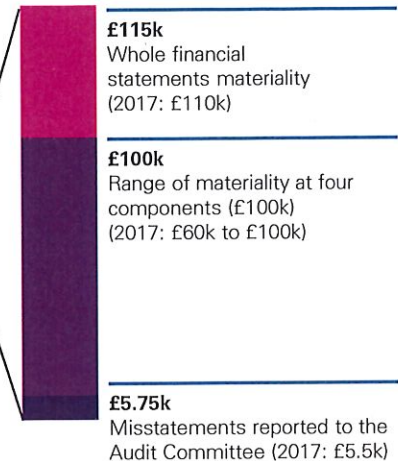 £115k
Whole financial
statements materiality
(2017: £110k)
£100k
Range of materiality at four
components (£100k)
(2017: £60k to £100k)
£5.75k
Misstatements reported to the
Audit Committee (2017: £5.5k)